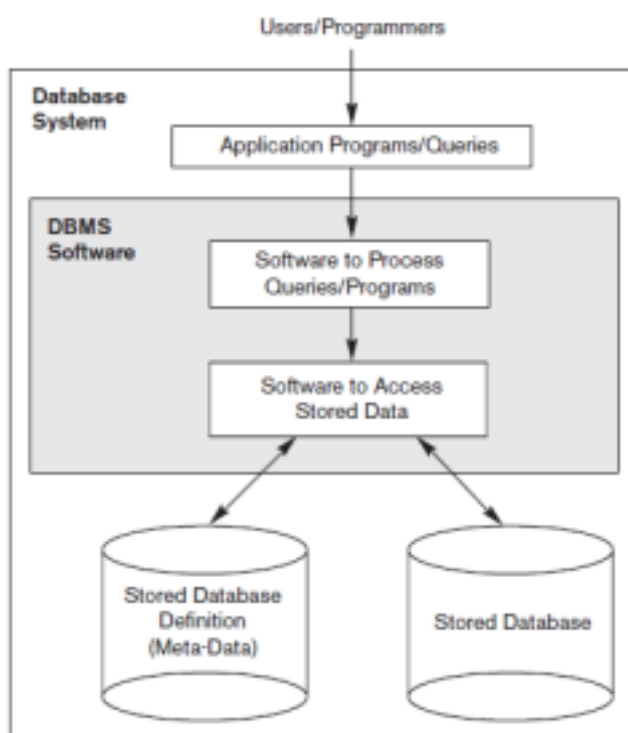 Users/Programmers
Database
System
Application Programs/Queries
DBMS
Software
Software to Process
Queries/Programs
Software to Access
Stored Data
Stored Database
Definition
(Meta-Data)
Stored Database